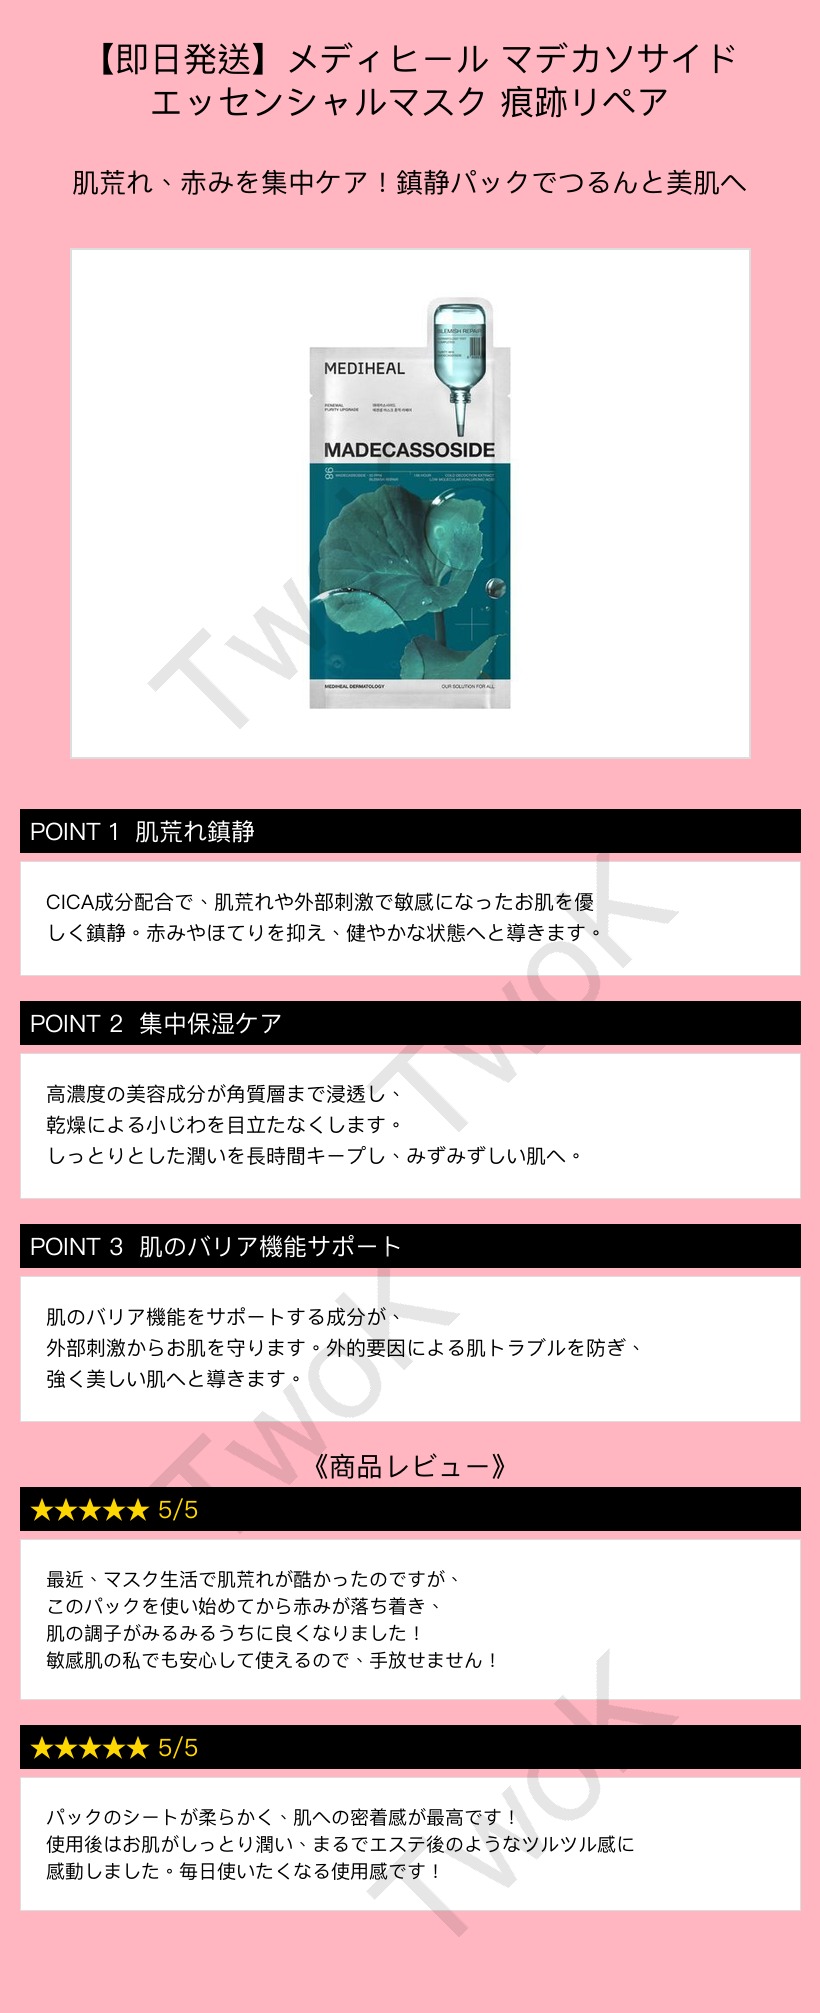 【即日発送】メディヒール マデカソサイド
エッセンシャルマスク 痕跡リペア
肌荒れ、赤みを集中ケア！鎮静パックでつるんと美肌へ
BLEMISH REPAIR
MEDIHEAL
RENEWAL
PURITY UPGRADE
마데카소사이드
에센셜 마스크 흔적 리페어
MADECASSOSIDE
98
MEDIHEAL DERMATOLOGY
OUR SOLUTION FOR ALL
POINT 1 肌荒れ鎮静
CICA成分配合で、肌荒れや外部刺激で敏感になったお肌を優
しく鎮静。赤みやほてりを抑え、健やかな状態へと導きます。
POINT 2 集中保湿ケア
高濃度の美容成分が角質層まで浸透し、
乾燥による小じわを目立たなくします。
しっとりとした潤いを長時間キープし、みずみずしい肌へ。
POINT 3 肌のバリア機能サポート
肌のバリア機能をサポートする成分が、
外部刺激からお肌を守ります。外的要因による肌トラブルを防ぎ、
強く美しい肌へと導きます。
《商品レビュー》
★★★★★ 5/5
最近、マスク生活で肌荒れが酷かったのですが、
このパックを使い始めてから赤みが落ち着き、
肌の調子がみるみるうちに良くなりました！
敏感肌の私でも安心して使えるので、手放せません！
★★★★★ 5/5
パックのシートが柔らかく、肌への密着感が最高です！
使用後はお肌がしっとり潤い、まるでエステ後のようなツルツル感に
感動しました。毎日使いたくなる使用感です！
TwoK
TwoK
TwoK
TwoK